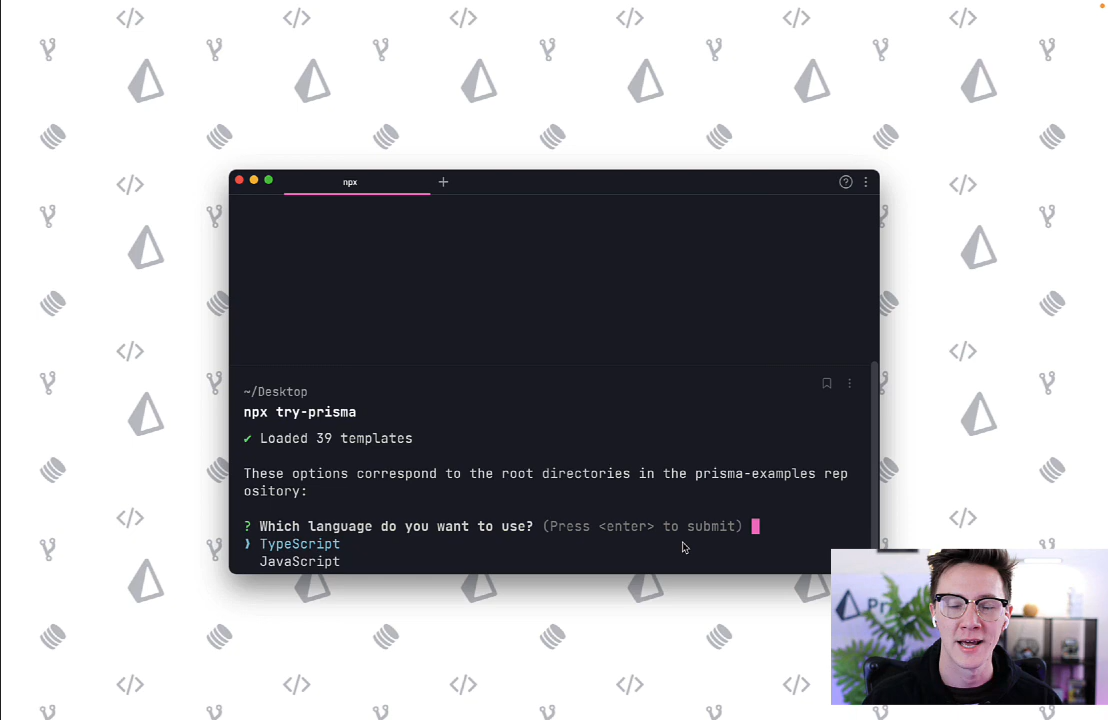 npx
~/Desktop
npx try-prisma
✔ Loaded 39 templates
These options correspond to the root directories in the prisma-examples rep
ository:
? Which language do you want to use? (Press <enter> to submit)
❯ TypeScript
JavaScript